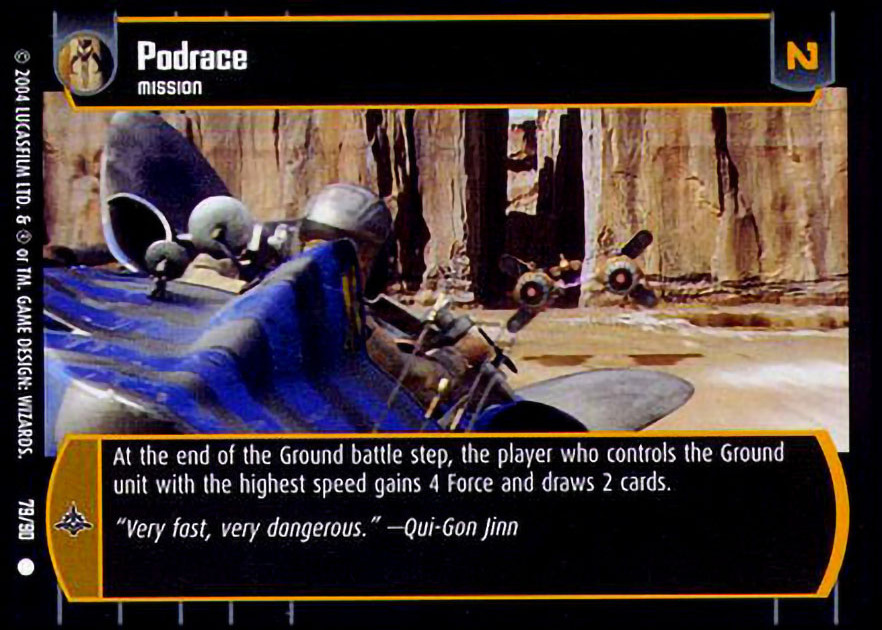 Podrace
MISSION
2
At the end of the Ground battle step, the player who controls the Ground
unit with the highest speed gains 4 Force and draws 2 cards.
“Very fast, very dangerous.” —Qui-Gon Jinn
© 2004 LUCASFILM LTD. & ® or TM. GAME DESIGN: WIZARDS. 79/90